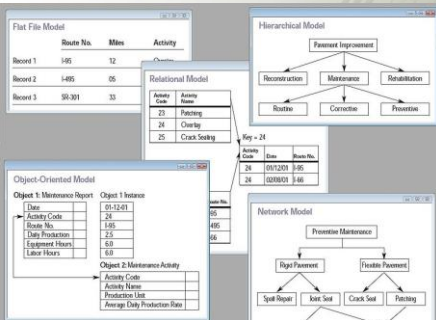 Flat File Model
Route No. Miles Activity
Record 1 I-95 12
Record 2 I-495 05
Record 3 SR-301 33
Hierarchical Model
Pavement Improvement
Reconstruction Maintenance Rehabilitation
Routine Corrective Preventive
Relational Model
Activity Code Activity Name
23 Patching
24 Overlay
25 Crack Sealing
Key = 24
Activity Code Date Route No.
24 01/12/01 I-95
24 02/08/01 I-66
Route No.
495
66
Object-Oriented Model
Object 1: Maintenance Report Object 1 Instance
Date 01-12-01
Activity Code 24
Route No. I-95
Daily Production 2.5
Equipment Hours 6.0
Labor Hours 6.0
Object 2: Maintenance Activity
Activity Code
Activity Name
Production Unit
Average Daily Production Rate
Network Model
Preventive Maintenance
Rigid Pavement Flexible Pavement
Spall Repair Joint Seal Crack Seal Patching